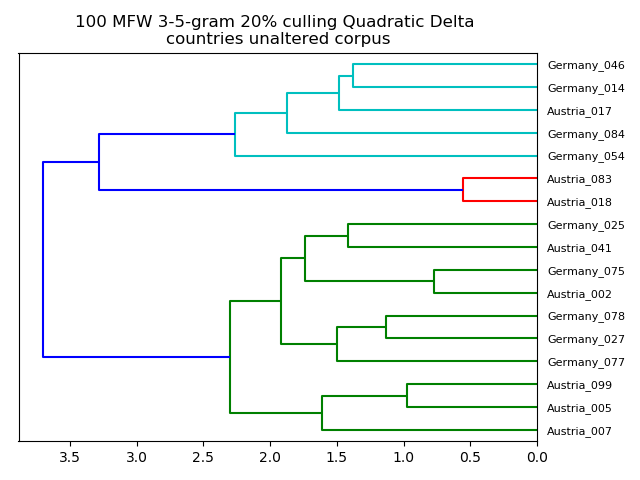 100 MFW 3-5-gram 20% culling Quadratic Delta
countries unaltered corpus
Germany_046
Germany_014
Austria_017
Germany_084
Germany_054
Austria_083
Austria_018
Germany_025
Austria_041
Germany_075
Austria_002
Germany_078
Germany_027
Germany_077
Austria_099
Austria_005
Austria_007
3.5 3.0 2.5 2.0 1.5 1.0 0.5 0.0